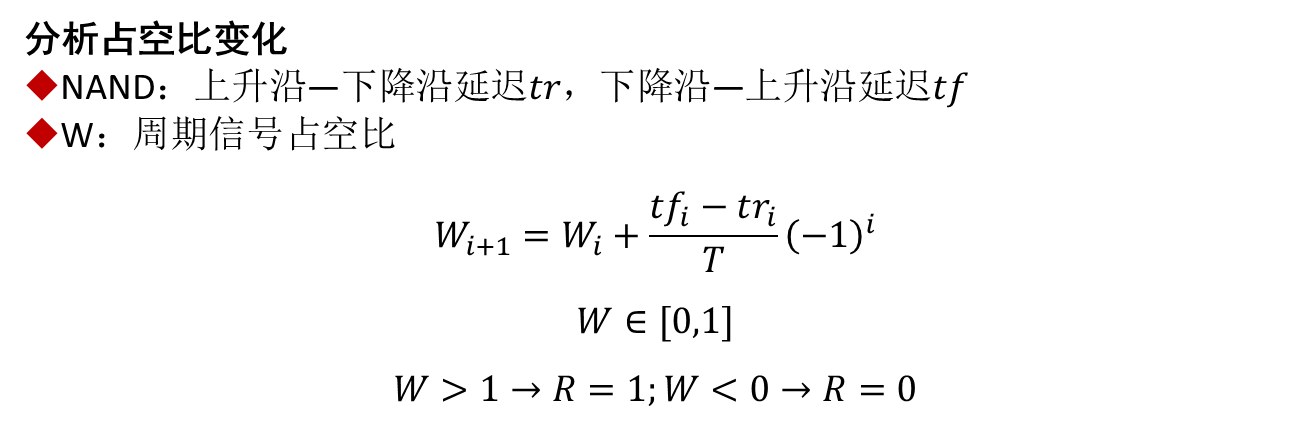 分析占空比变化
◆NAND：上升沿—下降沿延迟tr，下降沿—上升沿延迟tf
◆W：周期信号占空比
W_{i+1} = W_i + \frac{tf_i - tr_i}{T}(-1)^i
W ∈ [0,1]
W > 1 → R = 1; W < 0 → R = 0